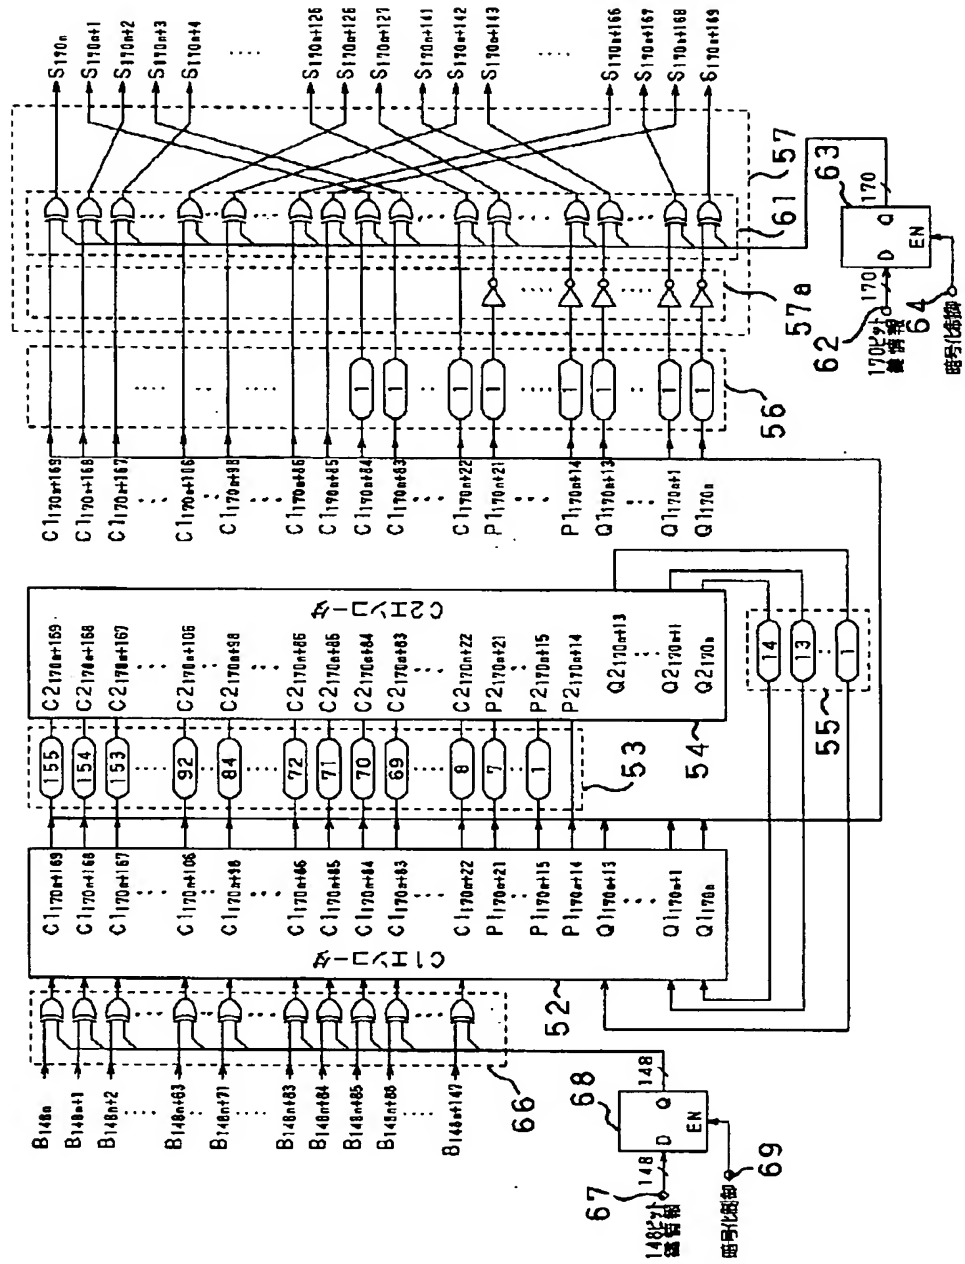 B148n
B148n+1
B148n+2
B148n+63
B148n+71
B148n+83
B148n+84
B148n+85
B148n+86
B148n+147
66
67
148ビット
鍵情報
148
D
Q
EN
148
68
69
暗号化制御
C1エンコーダ
C1170n+169
C1170n+168
C1170n+167
C1170n+106
C1170n+98
C1170n+86
C1170n+85
C1170n+84
C1170n+83
C1170n+22
P1170n+21
P1170n+15
P1170n+14
Q1170n+13
Q1170n+1
Q1170n
52
155
154
153
92
84
72
71
70
69
8
7
1
53
C2170n+169
C2170n+168
C2170n+167
C2170n+106
C2170n+98
C2170n+86
C2170n+85
C2170n+84
C2170n+83
C2170n+22
P2170n+21
P2170n+15
P2170n+14
Q2170n+13
Q2170n+1
Q2170n
C2エンコーダ
54
14
13
1
55
C1170n+169
C1170n+168
C1170n+167
C1170n+106
C1170n+98
C1170n+86
C1170n+85
C1170n+84
C1170n+83
C1170n+22
P1170n+21
P1170n+14
Q1170n+13
Q1170n+1
Q1170n
1
1
1
1
1
1
1
1
56
57a
61
57
62
170ビット
鍵情報
170
D
Q
EN
170
63
64
暗号化制御
S170n
S170n+1
S170n+2
S170n+3
S170n+4
S170n+125
S170n+126
S170n+127
S170n+141
S170n+142
S170n+143
S170n+166
S170n+167
S170n+168
S170n+169